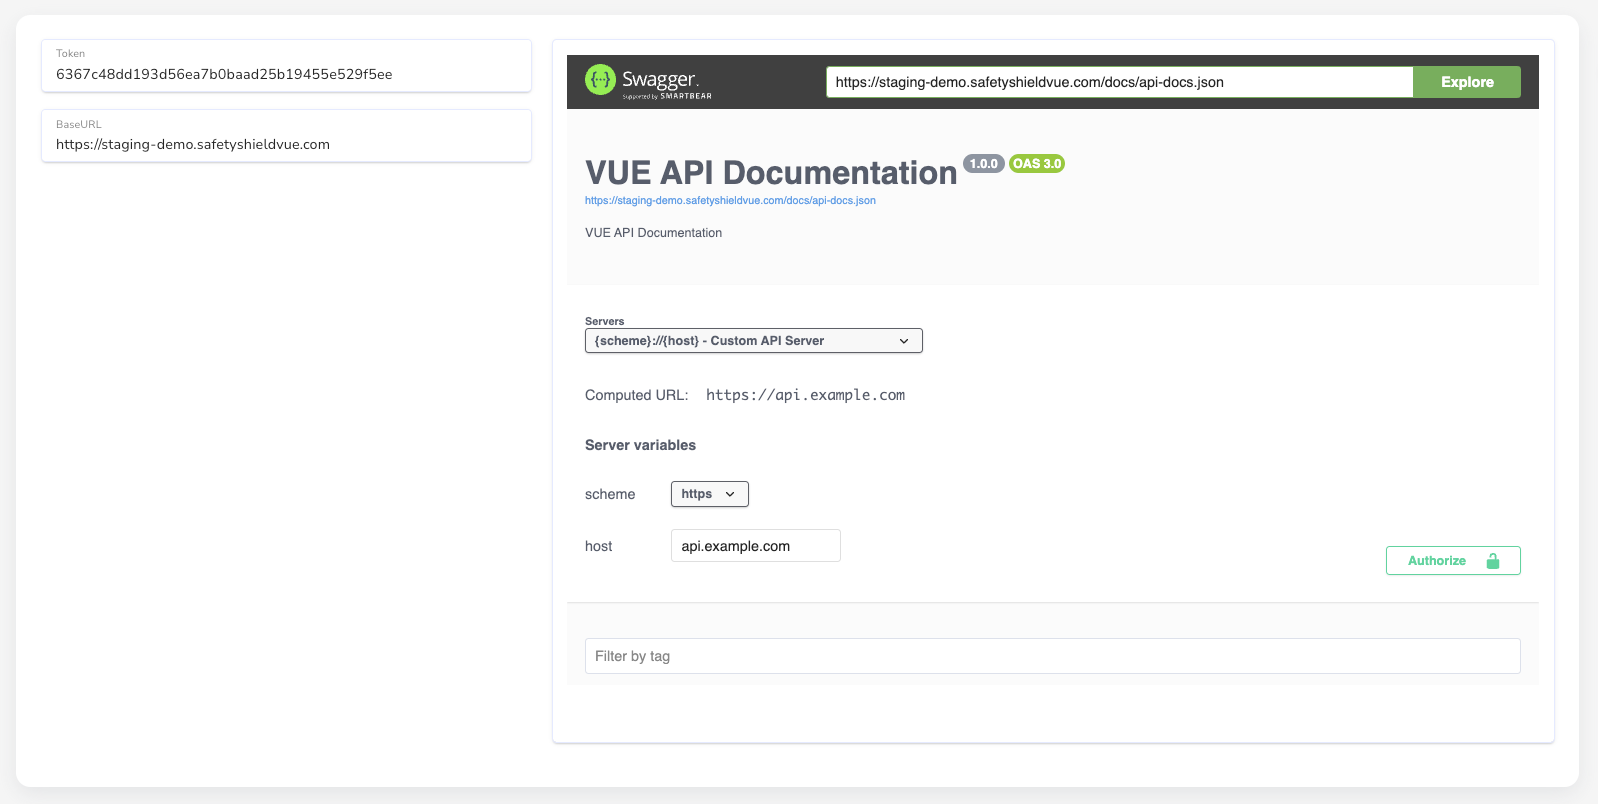 Token
6367c48dd193d56ea7b0baad25b19455e529f5ee
BaseURL
https://staging-demo.safetyshieldvue.com
Swagger.
Supported by SMARTBEAR
https://staging-demo.safetyshieldvue.com/docs/api-docs.json
Explore
VUE API Documentation 1.0.0 OAS 3.0
https://staging-demo.safetyshieldvue.com/docs/api-docs.json
VUE API Documentation
Servers
{scheme}://{host} - Custom API Server
Computed URL: https://api.example.com
Server variables
scheme https
host api.example.com
Authorize
Filter by tag